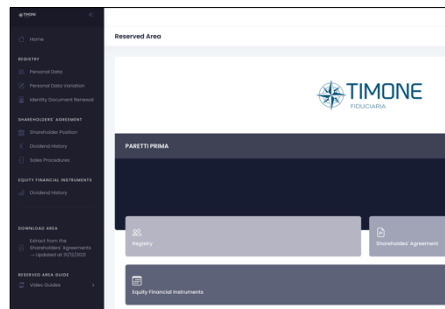 TIMONE
Home
REGISTRY
Personal Data
Personal Data Variation
Identity Document Renewal
SHAREHOLDERS' AGREEMENT
Shareholder Position
Dividend History
Sales Procedures
EQUITY FINANCIAL INSTRUMENTS
Dividend History
DOWNLOAD AREA
Extract from the
Shareholders' Agreements
– Updated at 31/12/2021
RESERVED AREA GUIDE
Video Guides
Reserved Area
TIMONE
FIDUCIARIA
PARETTI PRIMA
Registry
Shareholders' Agreement
Equity Financial Instruments